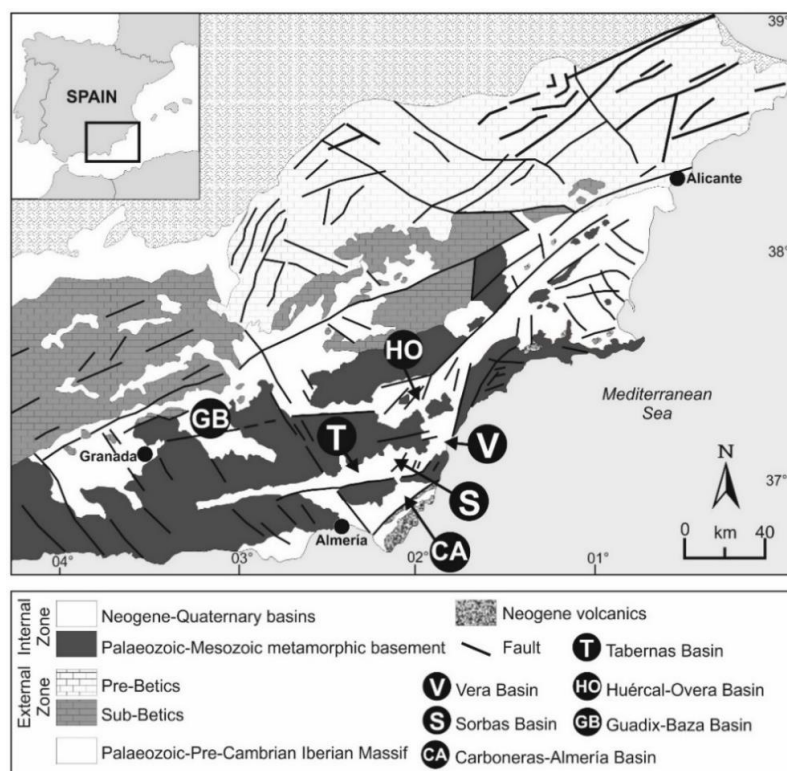 SPAIN
39°
Alicante
38°
HO
Mediterranean
Sea
GB
Granada
T
V
N
37°
S
Almería
CA
0 km 40
04° 03° 02° 01°
Internal
Zone
Neogene-Quaternary basins
Palaeozoic-Mesozoic metamorphic basement
External
Zone
Pre-Betics
Sub-Betics
Palaeozoic-Pre-Cambrian Iberian Massif
Neogene volcanics
Fault
T Tabernas Basin
V Vera Basin
HO Huércal-Overa Basin
S Sorbas Basin
GB Guadix-Baza Basin
CA Carboneras-Almería Basin